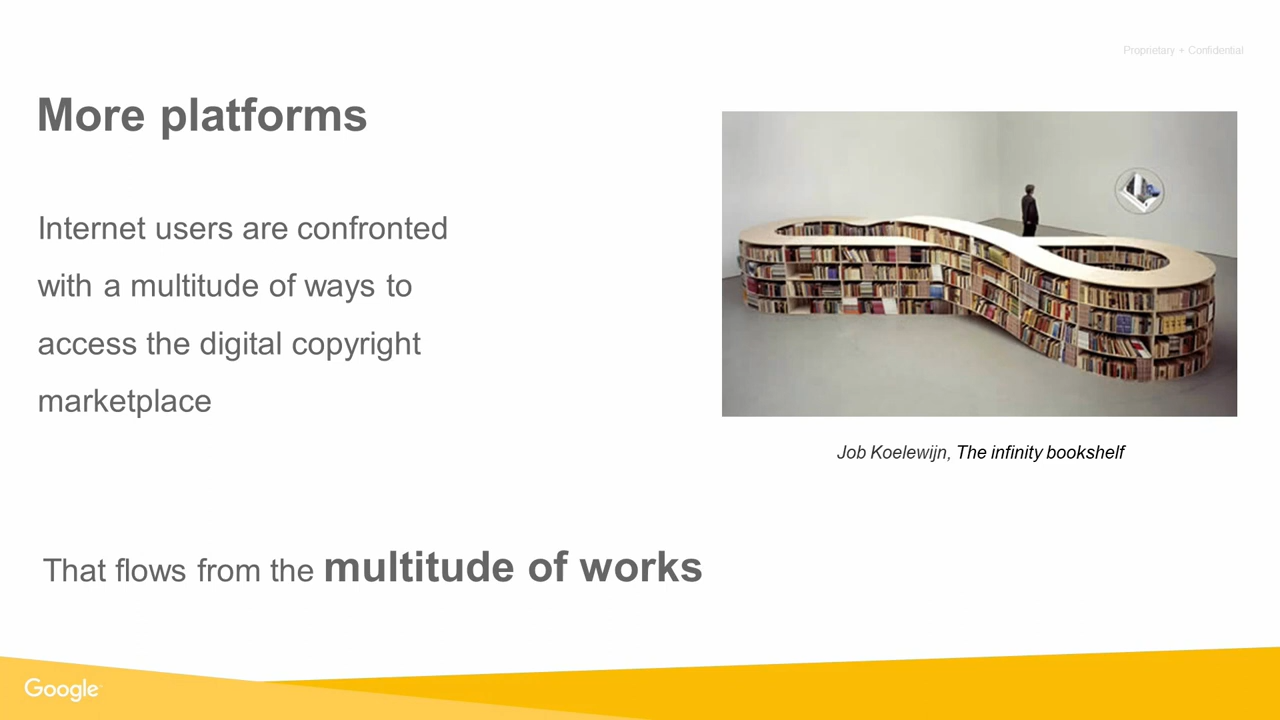 Proprietary + Confidential
More platforms
Internet users are confronted
with a multitude of ways to
access the digital copyright
marketplace
Job Koelewijn, The infinity bookshelf
That flows from the multitude of works
Google